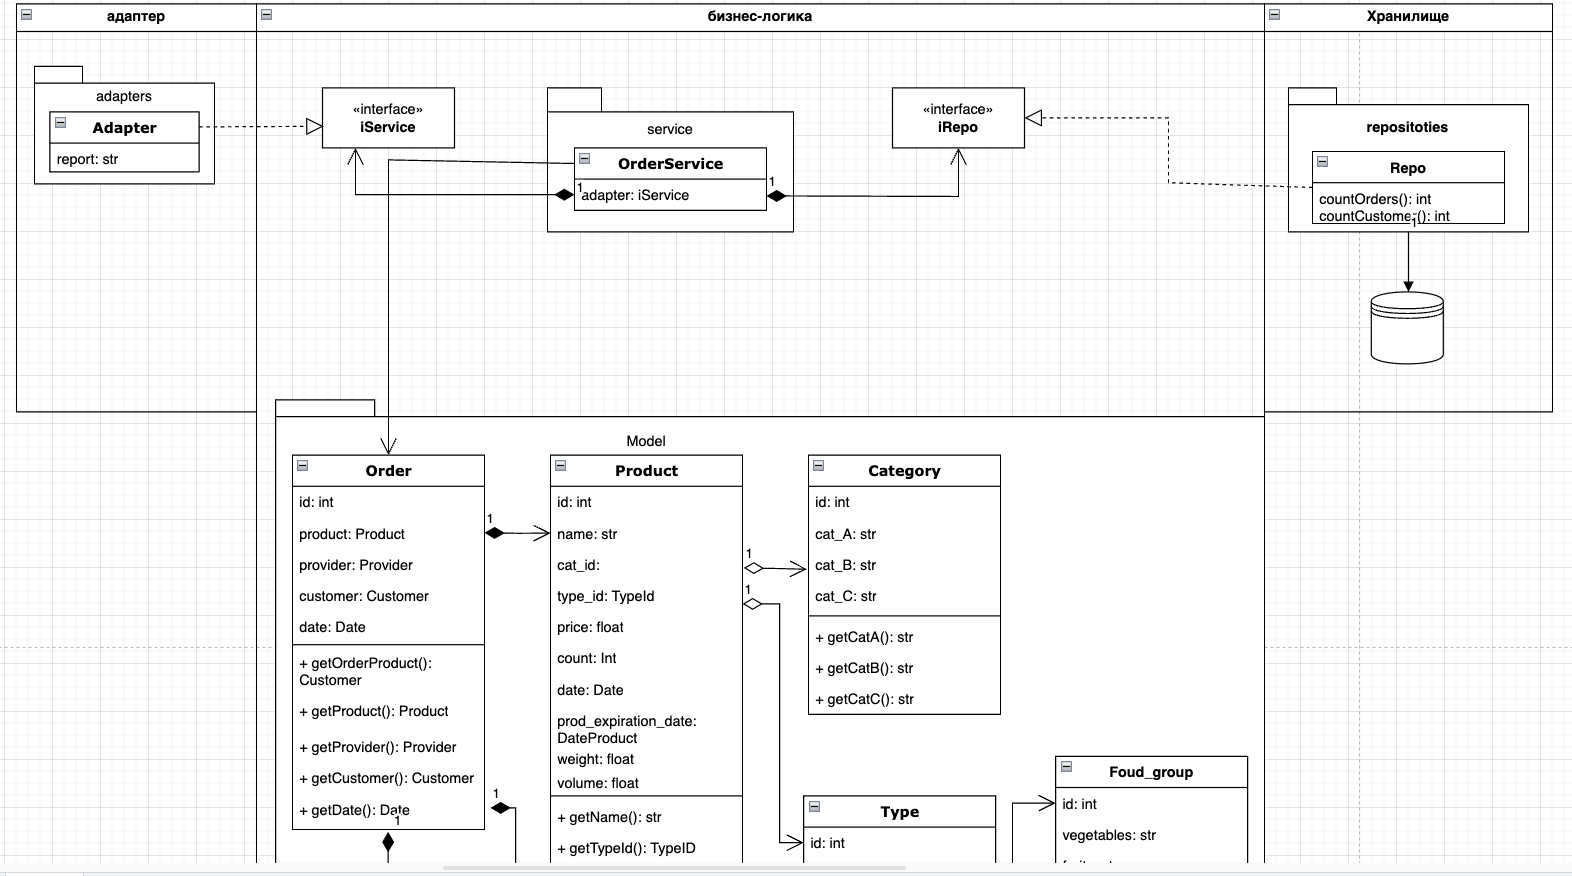 адаптер
бизнес-логика
Хранилище
adapters
Adapter
report: str
«interface»
iService
service
OrderService
1
adapter: iService
1
«interface»
iRepo
repositoties
Repo
countOrders(): int
countCustomer(): int
1
Model
Order
id: int
product: Product
provider: Provider
customer: Customer
date: Date
+ getOrderProduct():
Customer
+ getProduct(): Product
+ getProvider(): Provider
+ getCustomer(): Customer
+ getDate(): Date
1
1
1
Product
id: int
name: str
cat_id:
type_id: TypeId
price: float
count: Int
date: Date
prod_expiration_date:
DateProduct
weight: float
volume: float
+ getName(): str
+ getTypeId(): TypeID
1
1
Category
id: int
cat_A: str
cat_B: str
cat_C: str
+ getCatA(): str
+ getCatB(): str
+ getCatC(): str
Type
id: int
Foud_group
id: int
vegetables: str